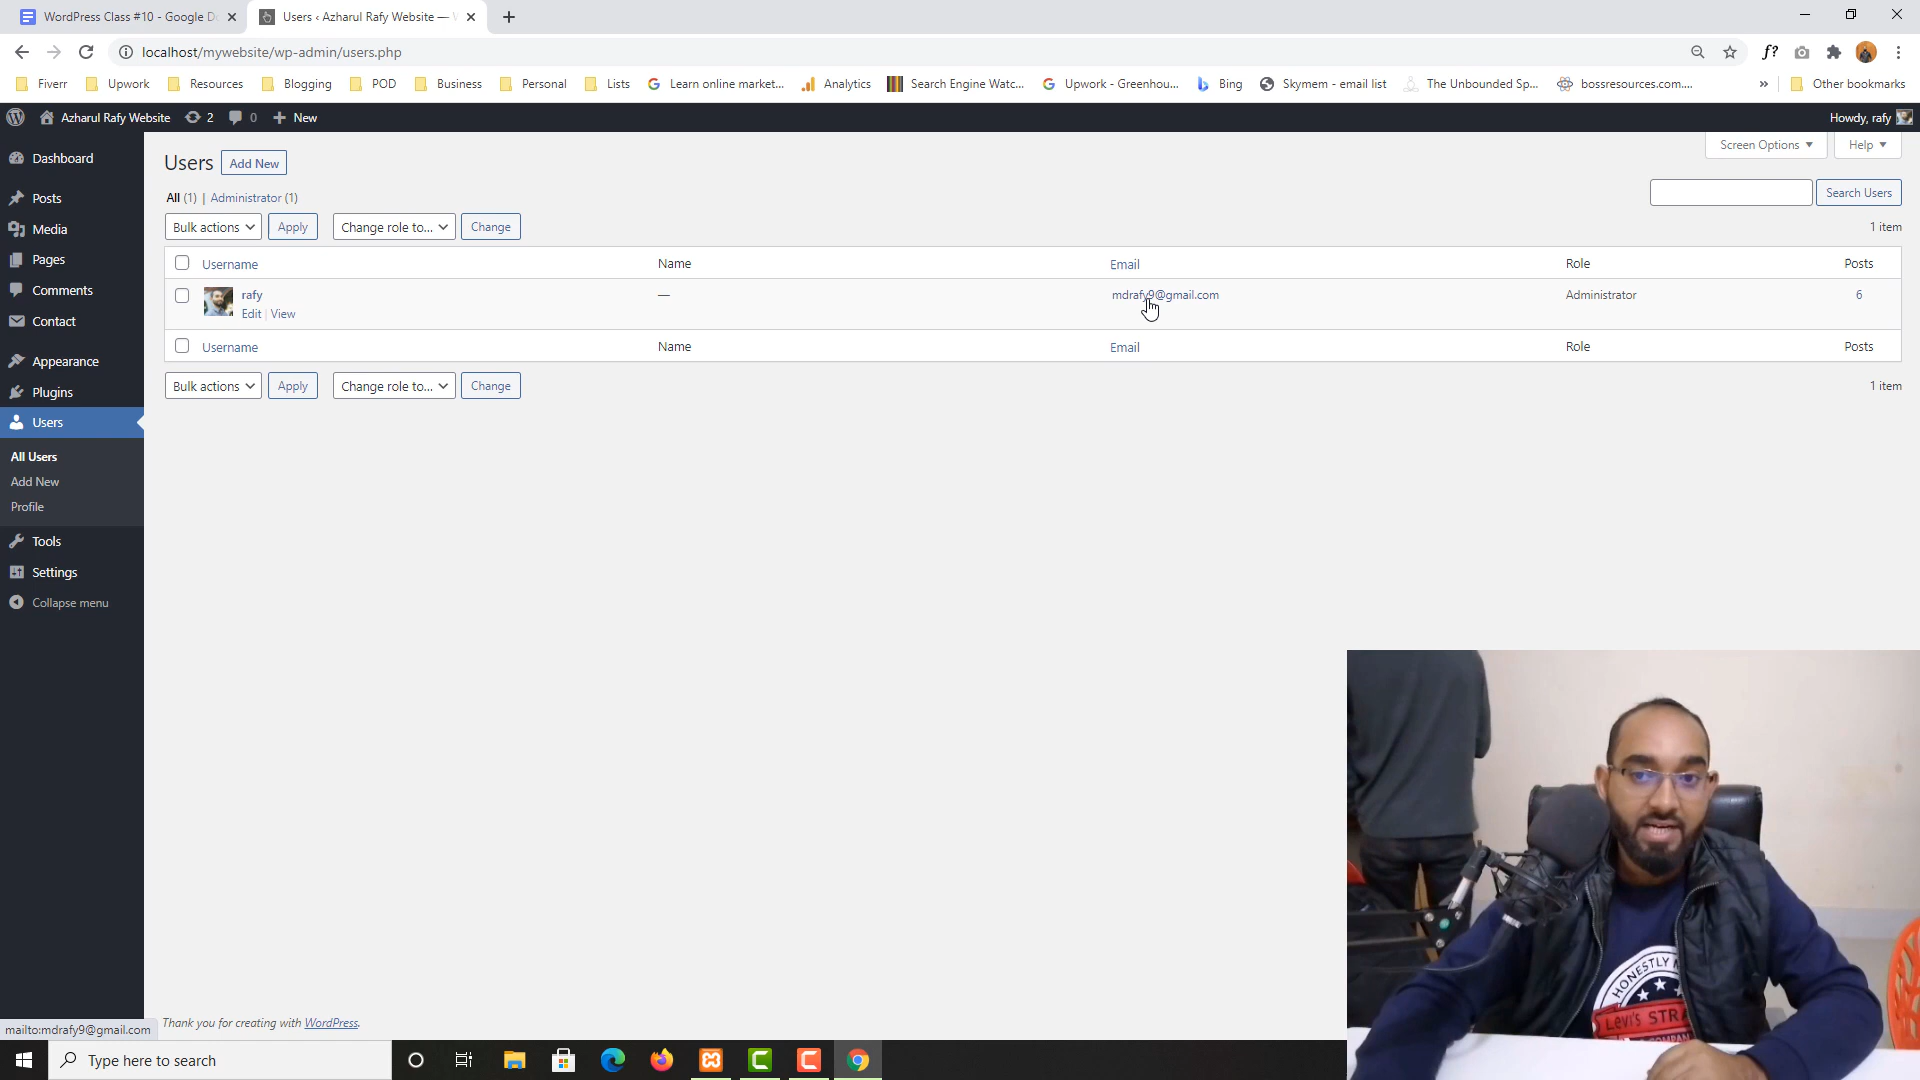 WordPress Class #10 - Google D
Users ‹ Azharul Rafy Website —
localhost/mywebsite/wp-admin/users.php
Fiverr
Upwork
Resources
Blogging
POD
Business
Personal
Lists
Learn online market...
Analytics
Search Engine Watc...
Upwork - Greenhou...
Bing
Skymem - email list
The Unbounded Sp...
bossresources.com....
»
Other bookmarks
Azharul Rafy Website
2
0
New
Howdy, rafy
Dashboard
Posts
Media
Pages
Comments
Contact
Appearance
Plugins
Users
All Users
Add New
Profile
Tools
Settings
Collapse menu
Users
Add New
Screen Options
Help
All (1) | Administrator (1)
Search Users
Bulk actions
Apply
Change role to...
Change
1 item
Username
Name
Email
Role
Posts
rafy
—
mdrafy9@gmail.com
Administrator
6
Edit | View
Username
Name
Email
Role
Posts
Bulk actions
Apply
Change role to...
Change
1 item
Thank you for creating with WordPress.
mailto:mdrafy9@gmail.com
Type here to search
HONESTLY
LEVI'S STRA
COMPAN